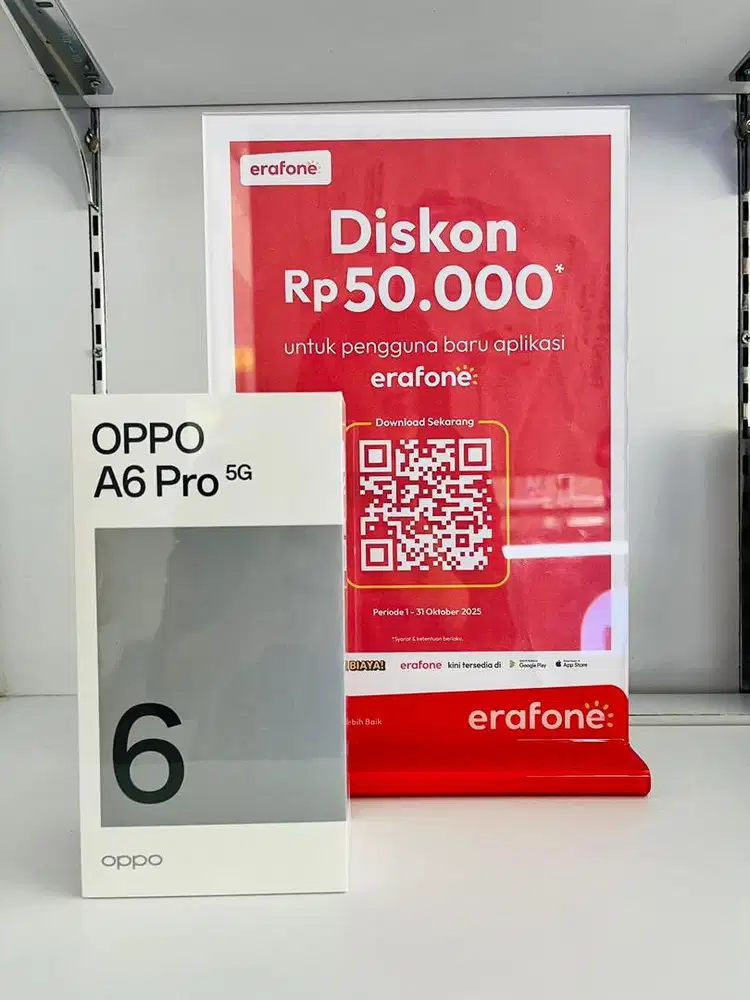 erafone
Diskon
Rp50.000*
untuk pengguna baru aplikasi
erafone
Download Sekarang
Periode 1 - 31 Oktober 2025
*Syarat & ketentuan berlaku.
BIAYA!
erafone kini tersedia di
Google Play
App Store
Baik
erafone
OPPO
A6 Pro 5G
6
oppo